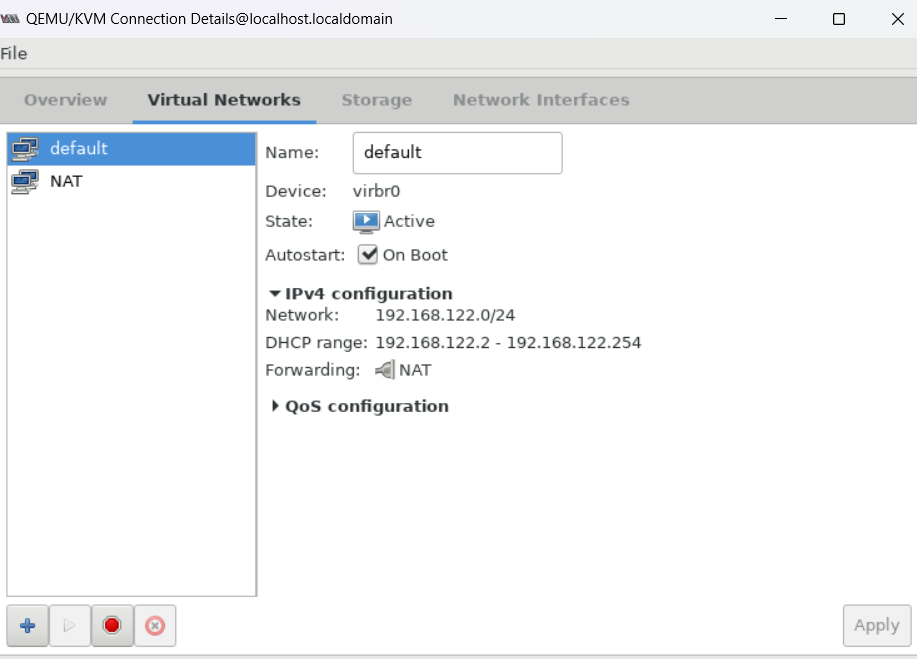 QEMU/KVM Connection Details@localhost.localdomain
File
Overview Virtual Networks Storage Network Interfaces
default
NAT
Name: default
Device: virbr0
State: Active
Autostart: On Boot
IPv4 configuration
Network: 192.168.122.0/24
DHCP range: 192.168.122.2 - 192.168.122.254
Forwarding: NAT
QoS configuration
Apply